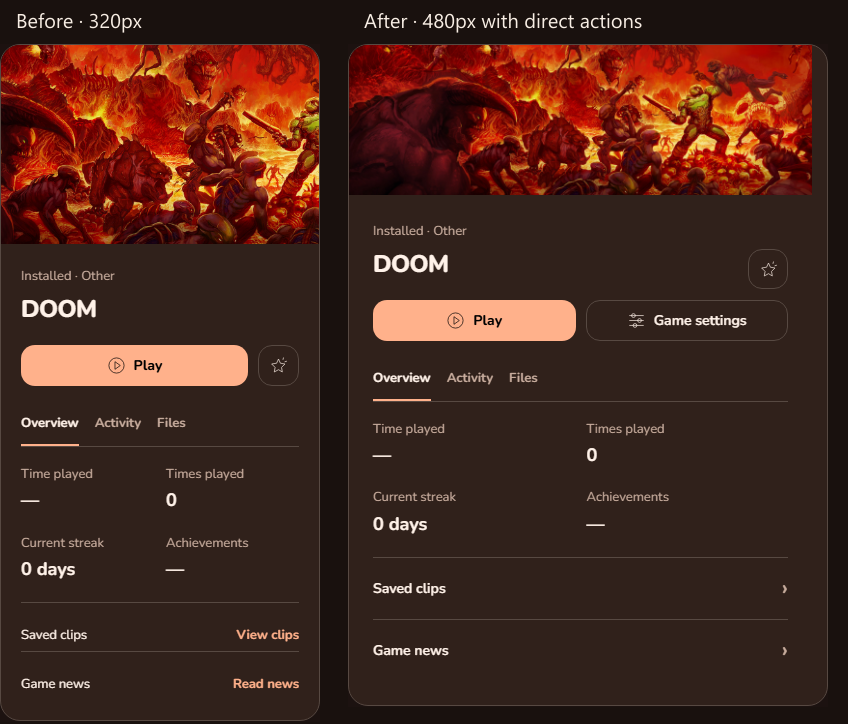 Before · 320px
Installed · Other
DOOM
Play
Overview Activity Files
Time played Times played
— 0
Current streak Achievements
0 days —
Saved clips View clips
Game news Read news
After · 480px with direct actions
Installed · Other
DOOM
Play Game settings
Overview Activity Files
Time played Times played
— 0
Current streak Achievements
0 days —
Saved clips ›
Game news ›